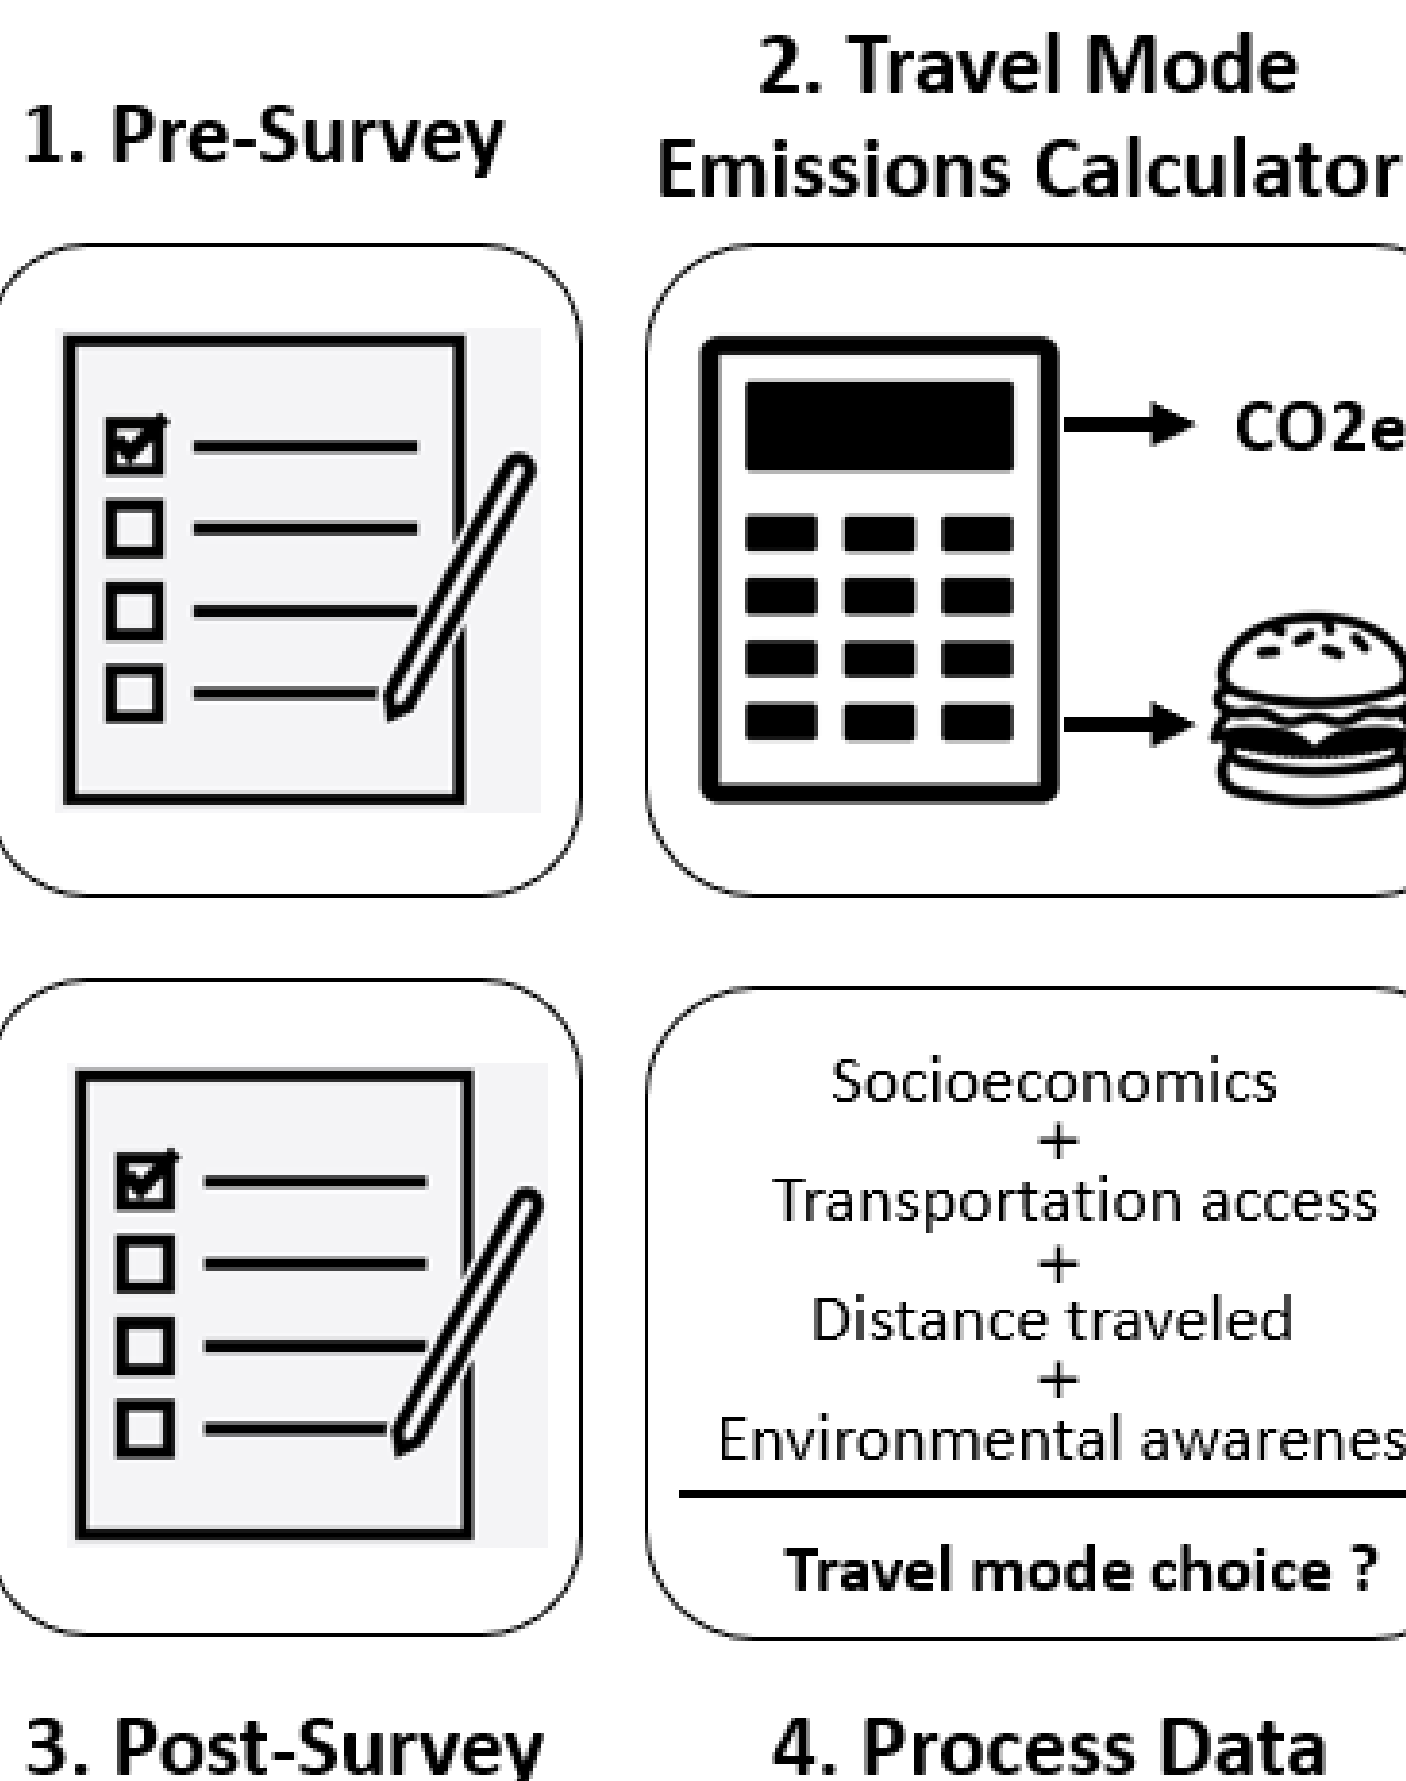 1. Pre-Survey
2. Travel Mode
Emissions Calculator
CO2e
Socioeconomics
+
Transportation access
+
Distance traveled
+
Environmental awarenes
Travel mode choice ?
3. Post-Survey
4. Process Data